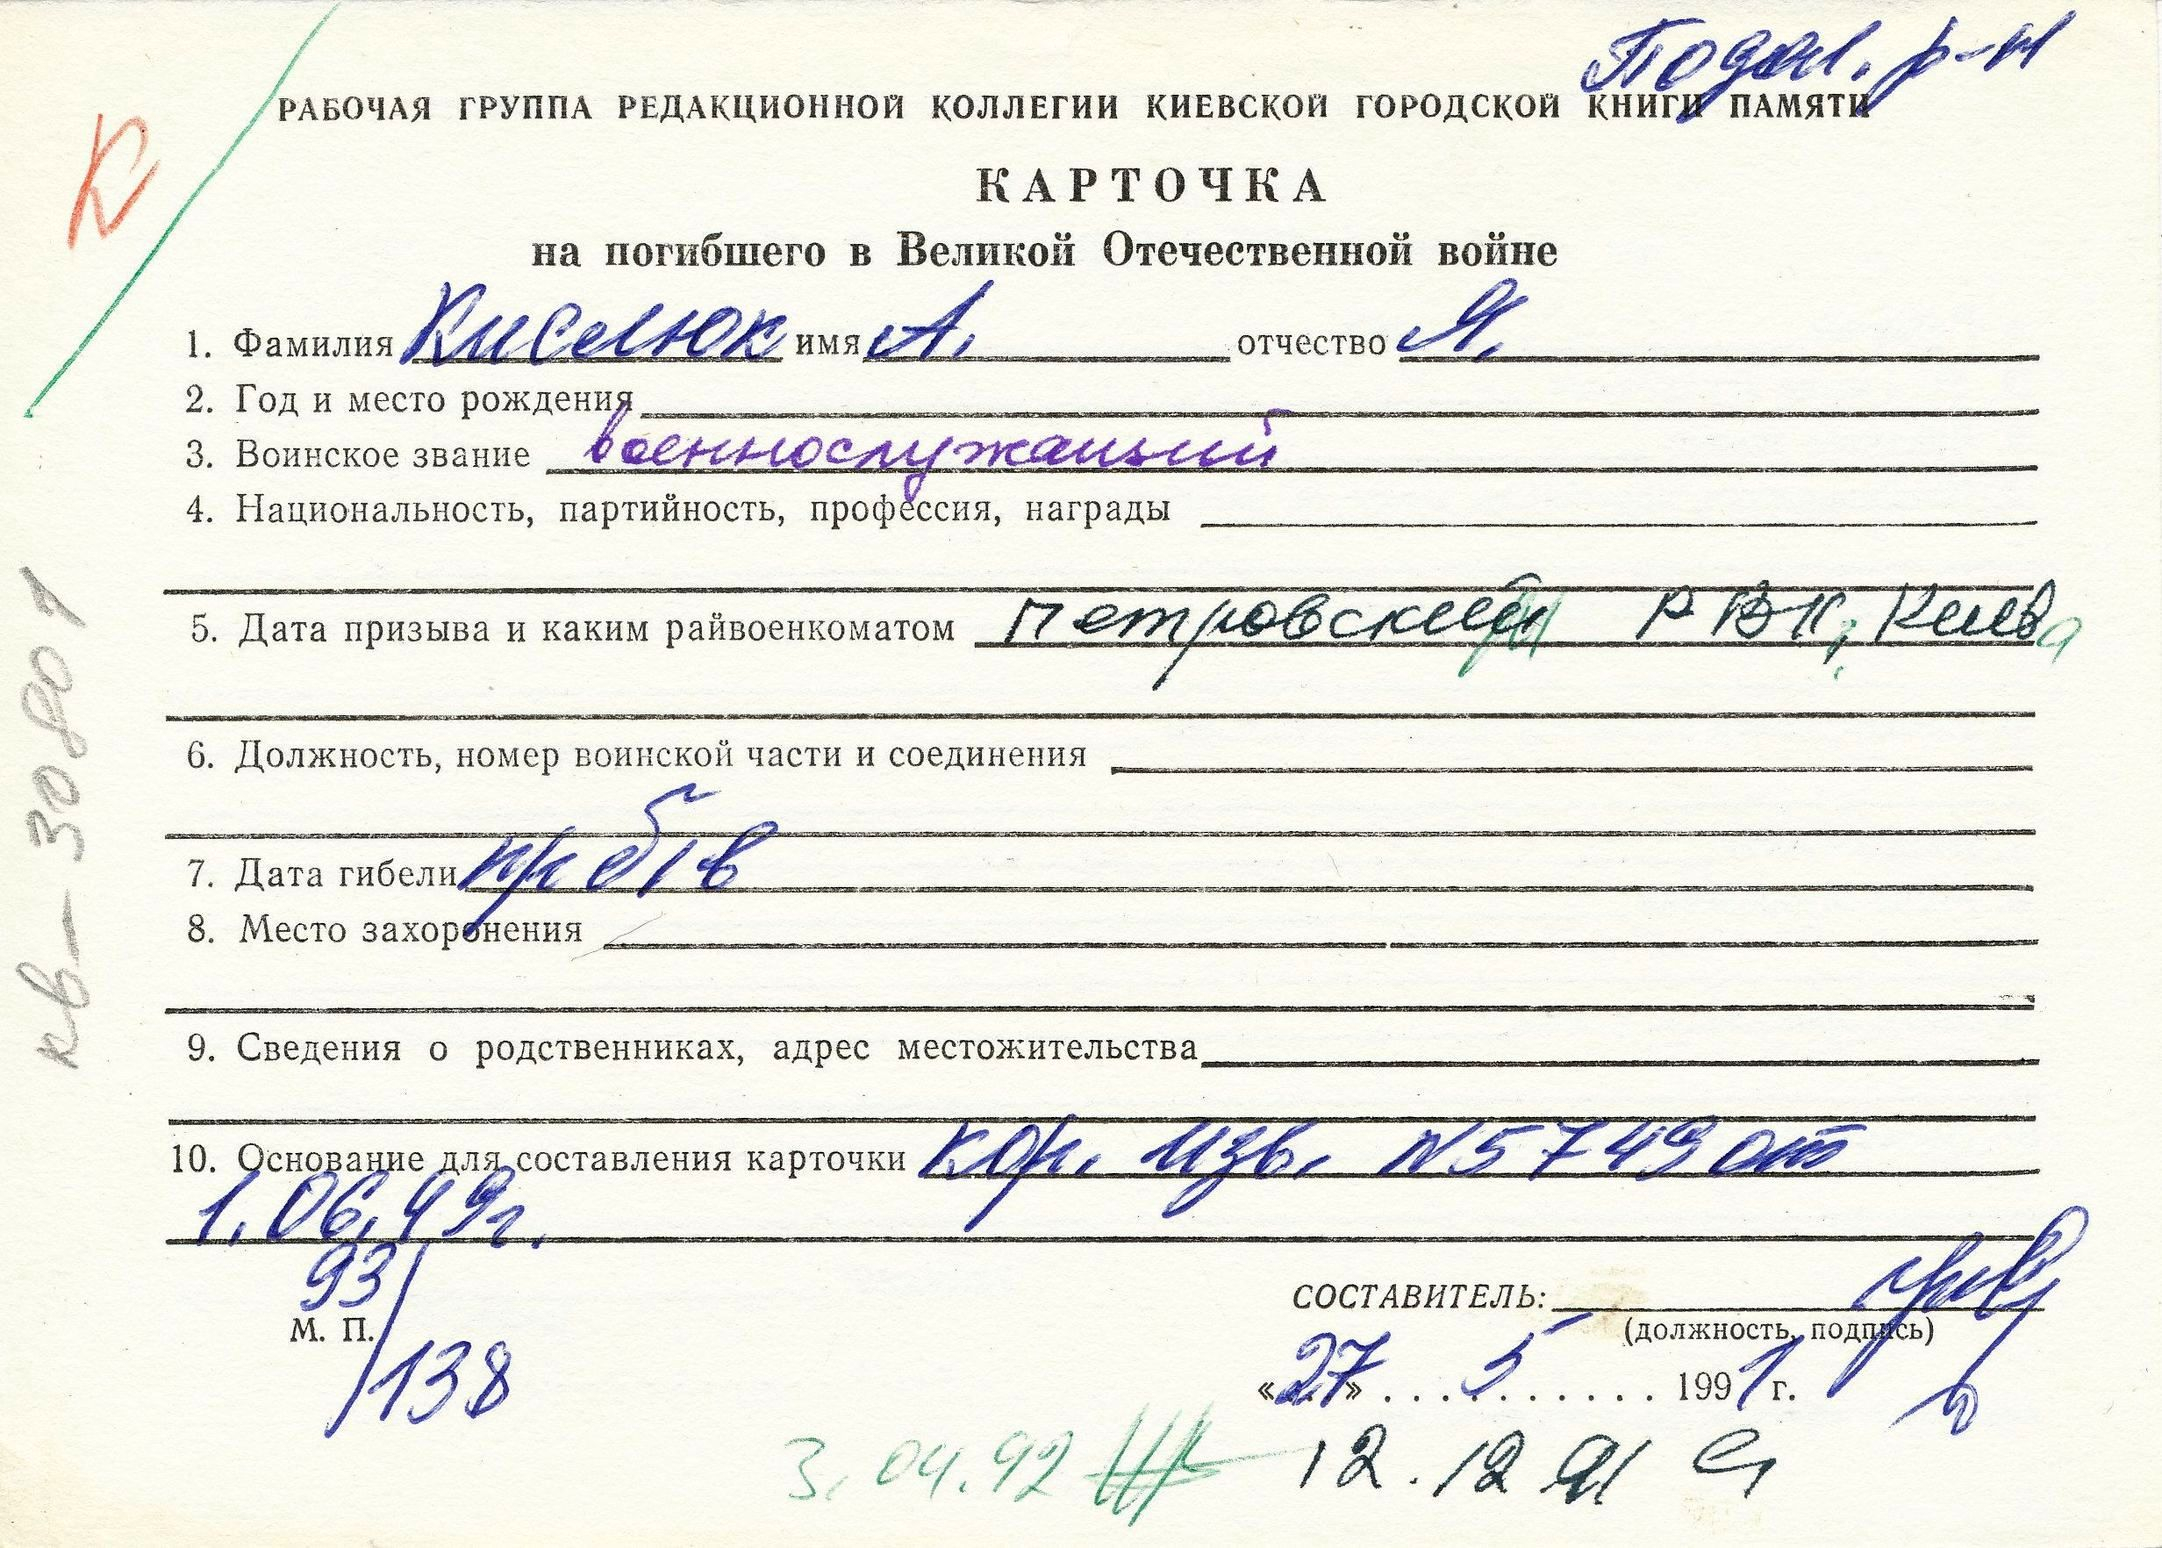 Подол. р-н
РАБОЧАЯ ГРУППА РЕДАКЦИОННОЙ КОЛЛЕГИИ КИЕВСКОЙ ГОРОДСКОЙ КНИГИ ПАМЯТИ
К
КАРТОЧКА
на погибшего в Великой Отечественной войне
1. Фамилия Киселюк имя А. отчество Я.
2. Год и место рождения
3. Воинское звание военнослужащий
4. Национальность, партийность, профессия, награды
5. Дата призыва и каким райвоенкоматом Петровский РВК, Киева
6. Должность, номер воинской части и соединения
7. Дата гибели
8. Место захоронения
9. Сведения о родственниках, адрес местожительства
10. Основание для составления карточки кор. изв. №5749 от
1.06.49г.
93/138
М. П.
СОСТАВИТЕЛЬ:
(должность, подпись)
«27» 5 1991 г.
3.04.92
12.12 91
кв-30801